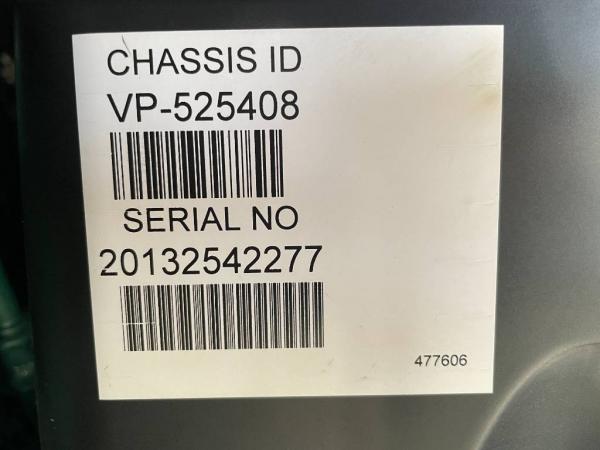 CHASSIS ID
VP-525408
SERIAL NO
20132542277
477606